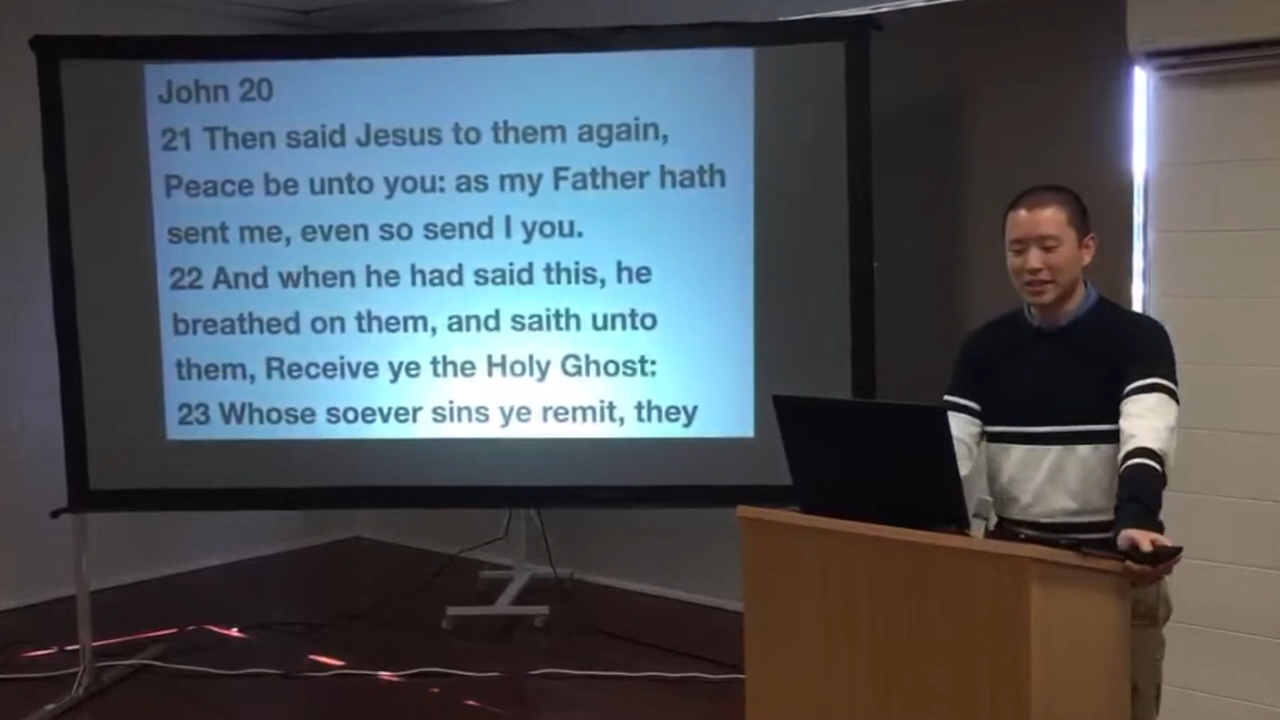 John 20
21 Then said Jesus to them again,
Peace be unto you: as my Father hath
sent me, even so send I you.
22 And when he had said this, he
breathed on them, and saith unto
them, Receive ye the Holy Ghost:
23 Whose soever sins ye remit, they